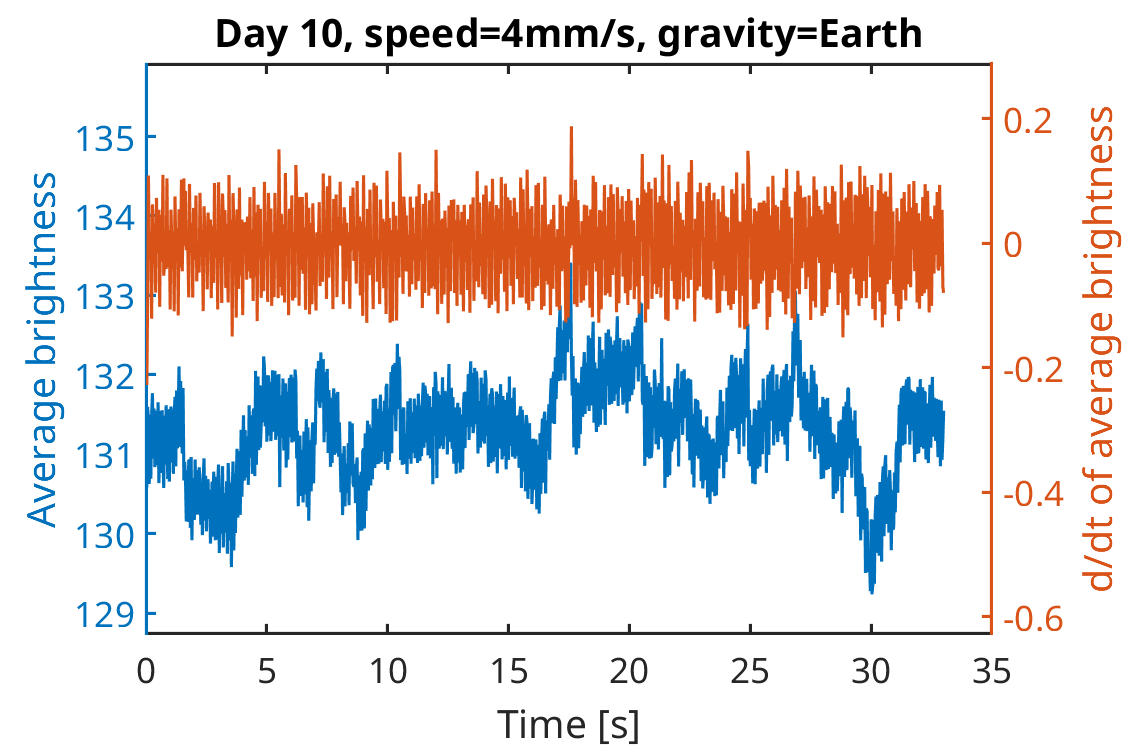 Day 10, speed=4mm/s, gravity=Earth
Average brightness
135
134
133
132
131
130
129
0.2
0
-0.2
-0.4
-0.6
d/dt of average brightness
0 5 10 15 20 25 30 35
Time [s]